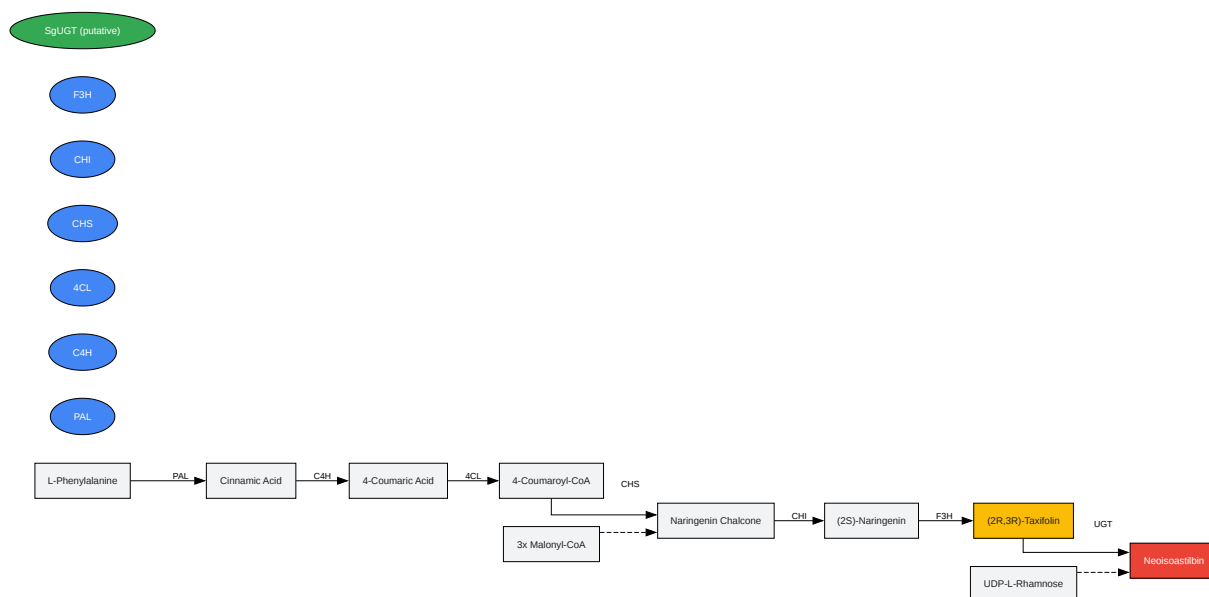 SgUGT (putative)
F3H
CHI
CHS
4CL
C4H
PAL
L-Phenylalanine
PAL
Cinnamic Acid
C4H
4-Coumaric Acid
4CL
4-Coumaroyl-CoA
CHS
3x Malonyl-CoA
Naringenin Chalcone
CHI
(2S)-Naringenin
F3H
(2R,3R)-Taxifolin
UGT
UDP-L-Rhamnose
Neoisoastilbin